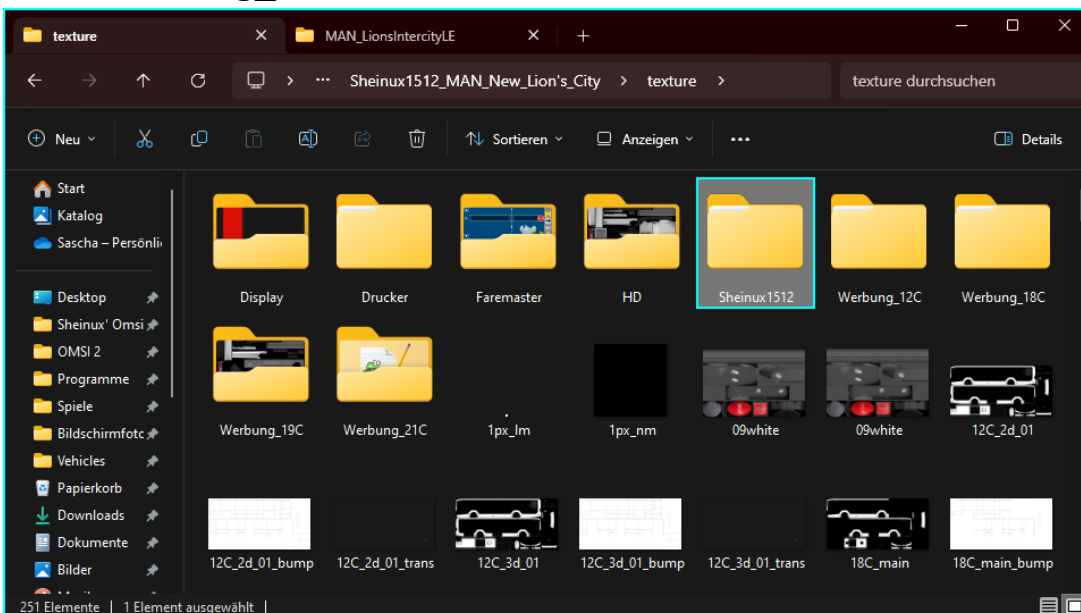 texture
MAN_LionsIntercityLE
Sheinux1512_MAN_New_Lion's_City > texture >
texture durchsuchen
Neu
Sortieren
Anzeigen
Details
Start
Katalog
Sascha – Persönli
Desktop
Sheinux' Omsi
OMSI 2
Programme
Spiele
Bildschirmfotc
Vehicles
Papierkorb
Downloads
Dokumente
Bilder
Display
Drucker
Faremaster
HD
Sheinux1512
Werbung_12C
Werbung_18C
Werbung_19C
Werbung_21C
1px_lm
1px_nm
09white
09white
12C_2d_01
12C_2d_01_bump
12C_2d_01_trans
12C_3d_01
12C_3d_01_bump
12C_3d_01_trans
18C_main
18C_main_bump
251 Elemente | 1 Element ausgewählt |